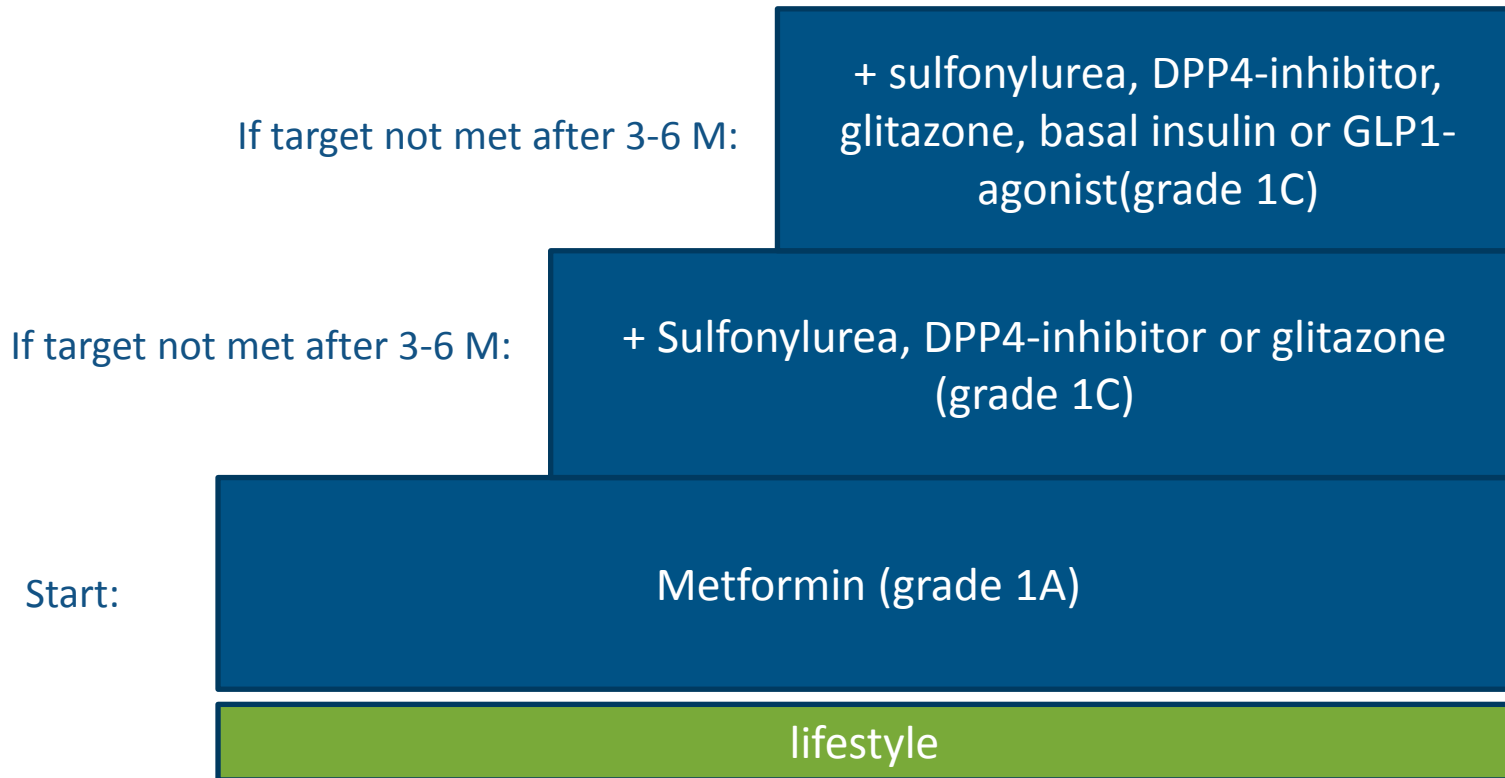 If target not met after 3-6 M:
+ sulfonylurea, DPP4-inhibitor,
glitazone, basal insulin or GLP1-
agonist(grade 1C)
If target not met after 3-6 M:
+ Sulfonylurea, DPP4-inhibitor or glitazone
(grade 1C)
Start:
Metformin (grade 1A)
lifestyle